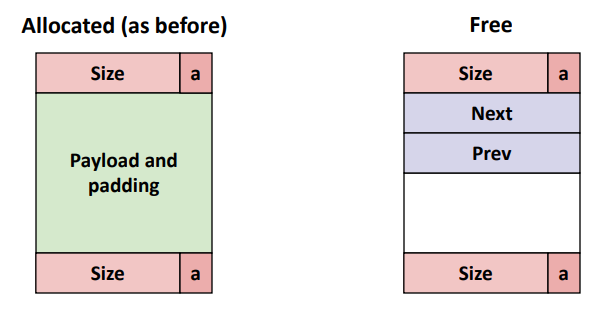 Allocated (as before)
Size a
Payload and
padding
Size a
Free
Size a
Next
Prev
Size a